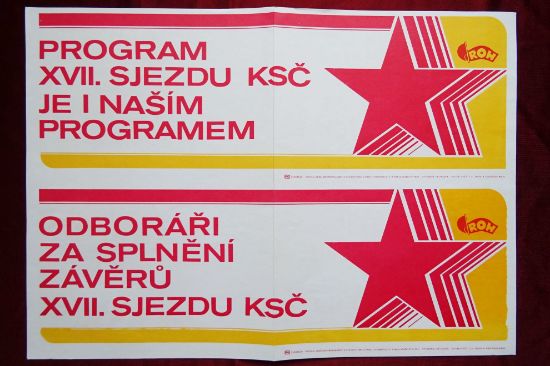 PROGRAM
XVII. SJEZDU KSČ
JE I NAŠÍM
PROGRAMEM
ROH
ODBORÁŘI
ZA SPLNĚNÍ
ZÁVĚRŮ
XVII. SJEZDU KSČ
ROH